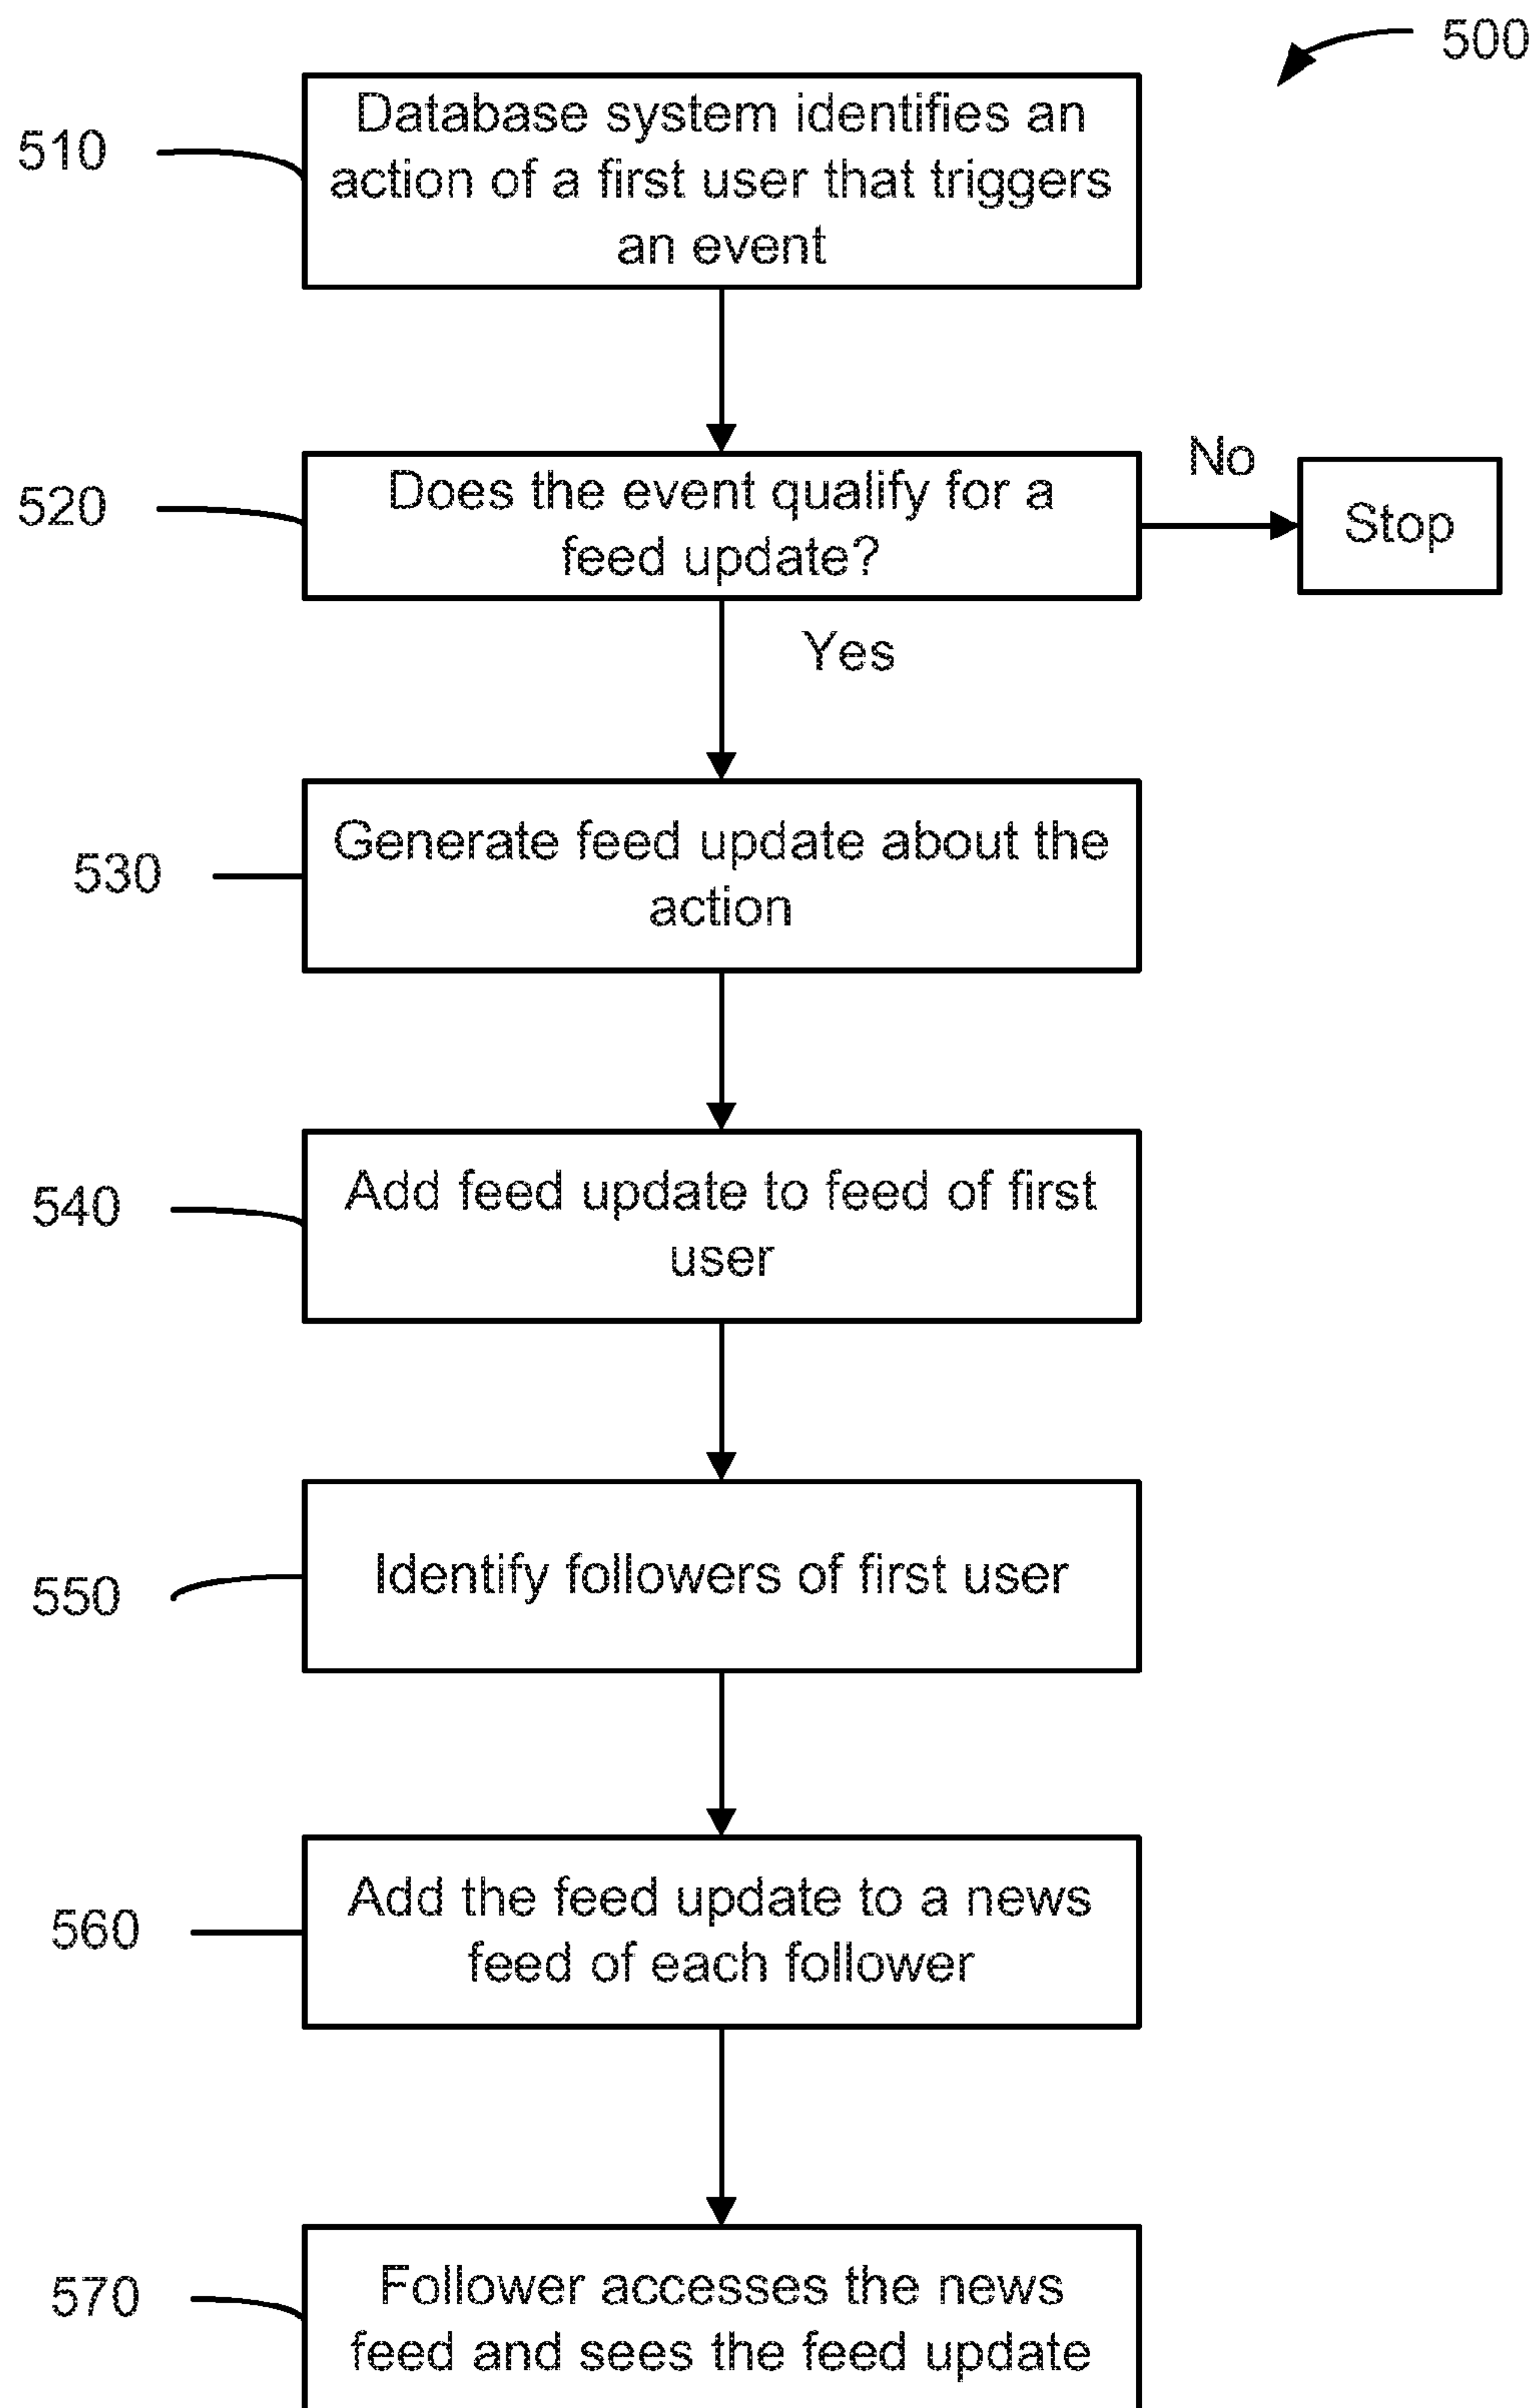 500
510
Database system identifies an
action of a first user that triggers
an event
520
Does the event qualify for a
feed update?
No
Stop
Yes
530
Generate feed update about the
action
540
Add feed update to feed of first
user
550
Identify followers of first user
560
Add the feed update to a news
feed of each follower
570
Follower accesses the news
feed and sees the feed update